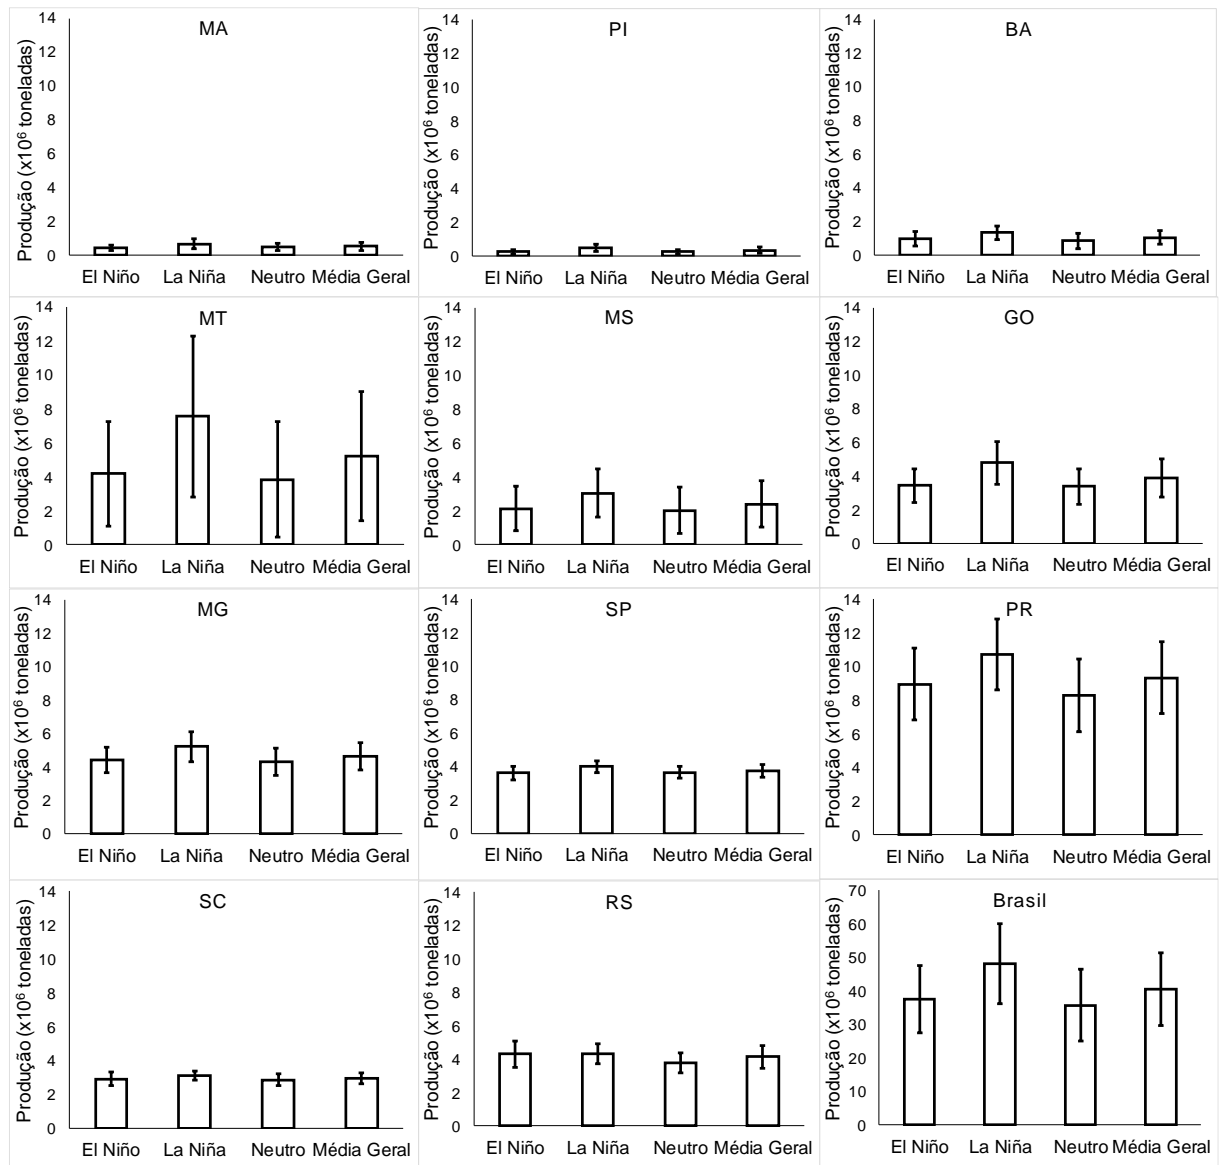 MA
Produção (x10⁶ toneladas)
14
12
10
8
6
4
2
0
El Niño La Niña Neutro Média Geral
PI
Produção (x10⁶ toneladas)
14
12
10
8
6
4
2
0
El Niño La Niña Neutro Média Geral
BA
Produção (x10⁶ toneladas)
14
12
10
8
6
4
2
0
El Niño La Niña Neutro Média Geral
MT
Produção (x10⁶ toneladas)
14
12
10
8
6
4
2
0
El Niño La Niña Neutro Média Geral
MS
Produção (x10⁶ toneladas)
14
12
10
8
6
4
2
0
El Niño La Niña Neutro Média Geral
GO
Produção (x10⁶ toneladas)
14
12
10
8
6
4
2
0
El Niño La Niña Neutro Média Geral
MG
Produção (x10⁶ toneladas)
14
12
10
8
6
4
2
0
El Niño La Niña Neutro Média Geral
SP
Produção (x10⁶ toneladas)
14
12
10
8
6
4
2
0
El Niño La Niña Neutro Média Geral
PR
Produção (x10⁶ toneladas)
14
12
10
8
6
4
2
0
El Niño La Niña Neutro Média Geral
SC
Produção (x10⁶ toneladas)
14
12
10
8
6
4
2
0
El Niño La Niña Neutro Média Geral
RS
Produção (x10⁶ toneladas)
14
12
10
8
6
4
2
0
El Niño La Niña Neutro Média Geral
Brasil
Produção (x10⁶ toneladas)
70
60
50
40
30
20
10
0
El Niño La Niña Neutro Média Geral